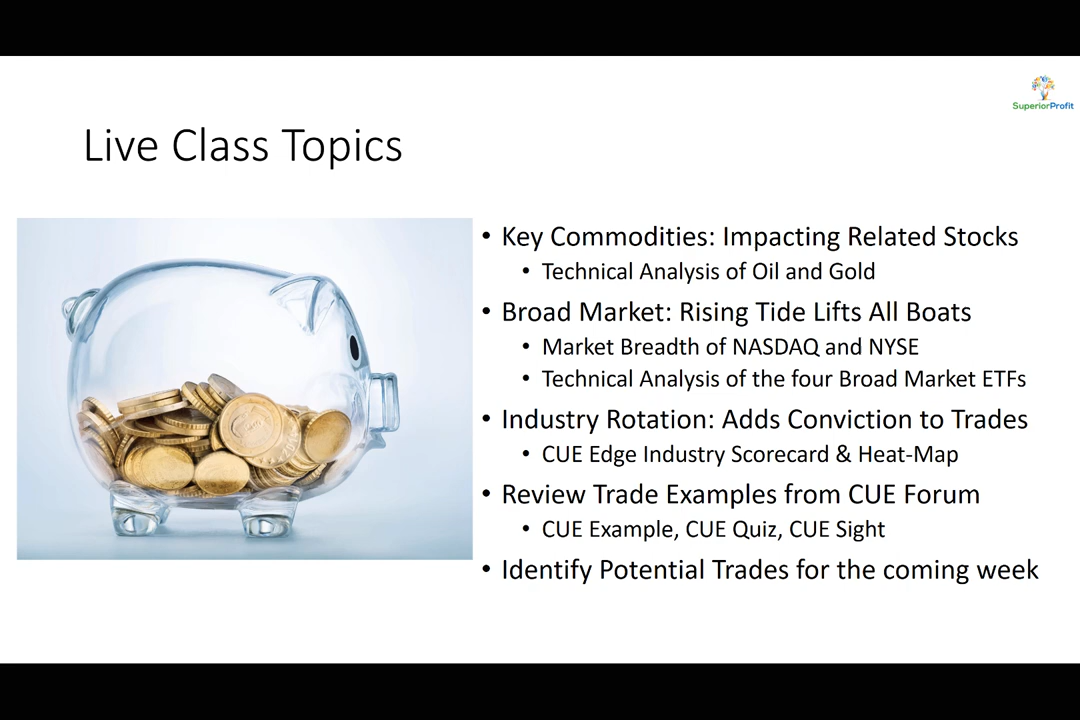 SuperiorProfit
Live Class Topics
• Key Commodities: Impacting Related Stocks
• Technical Analysis of Oil and Gold
• Broad Market: Rising Tide Lifts All Boats
• Market Breadth of NASDAQ and NYSE
• Technical Analysis of the four Broad Market ETFs
• Industry Rotation: Adds Conviction to Trades
• CUE Edge Industry Scorecard & Heat-Map
• Review Trade Examples from CUE Forum
• CUE Example, CUE Quiz, CUE Sight
• Identify Potential Trades for the coming week